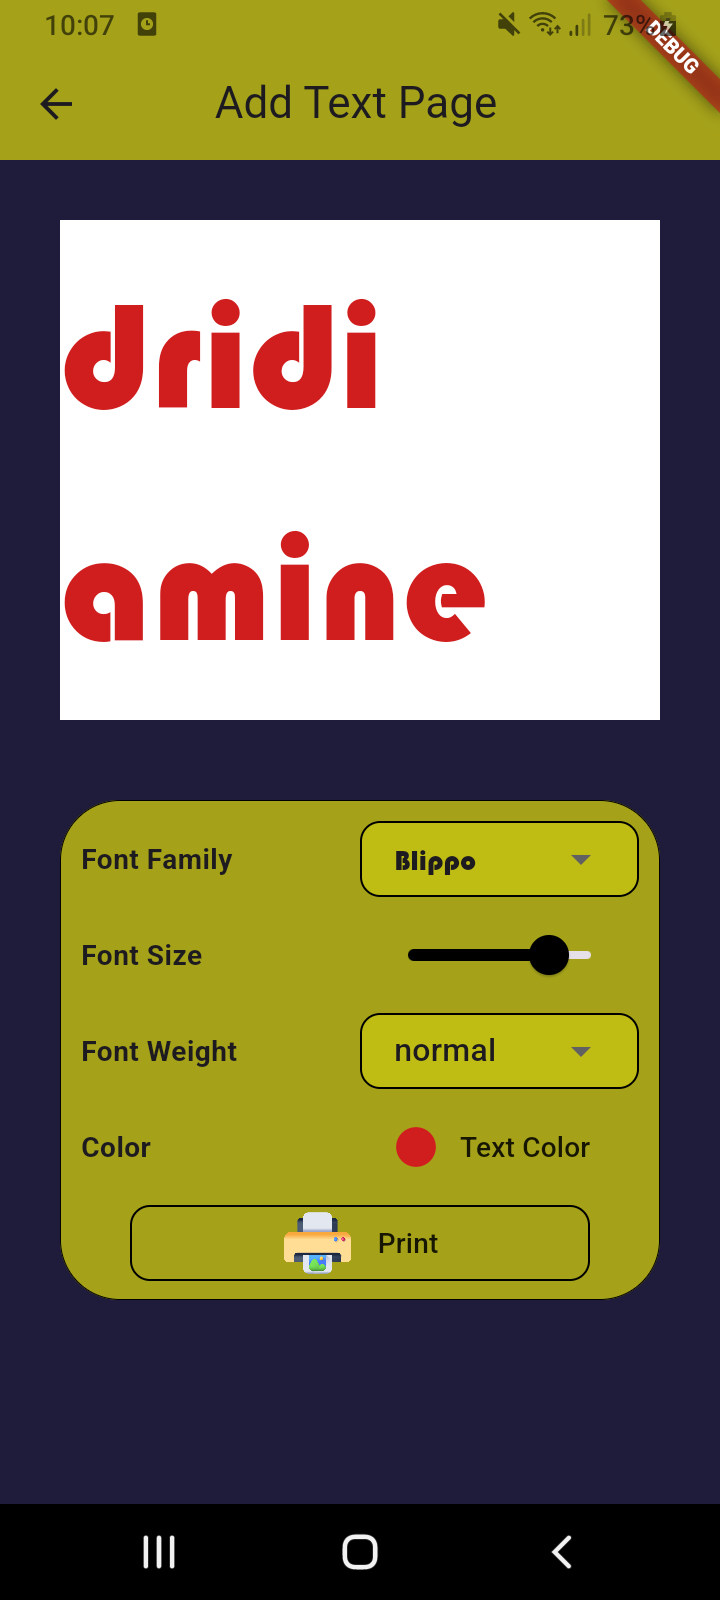 10:07 73%
DEBUG
Add Text Page
dridi
amine
Font Family Blippo
Font Size
Font Weight normal
Color Text Color
Print